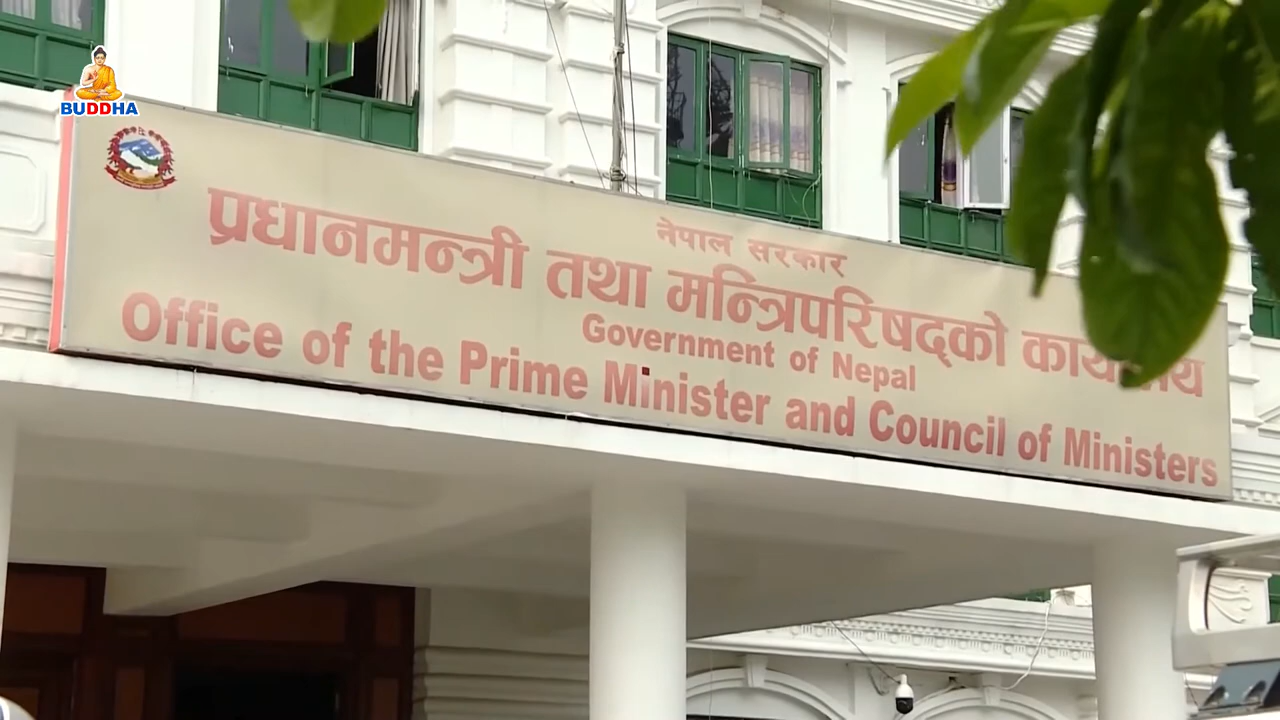 BUDDHA
नेपाल सरकार
प्रधानमन्त्री तथा मन्त्रिपरिषद्को
Government of Nepal
Office of the Prime Minister and Council of Ministers